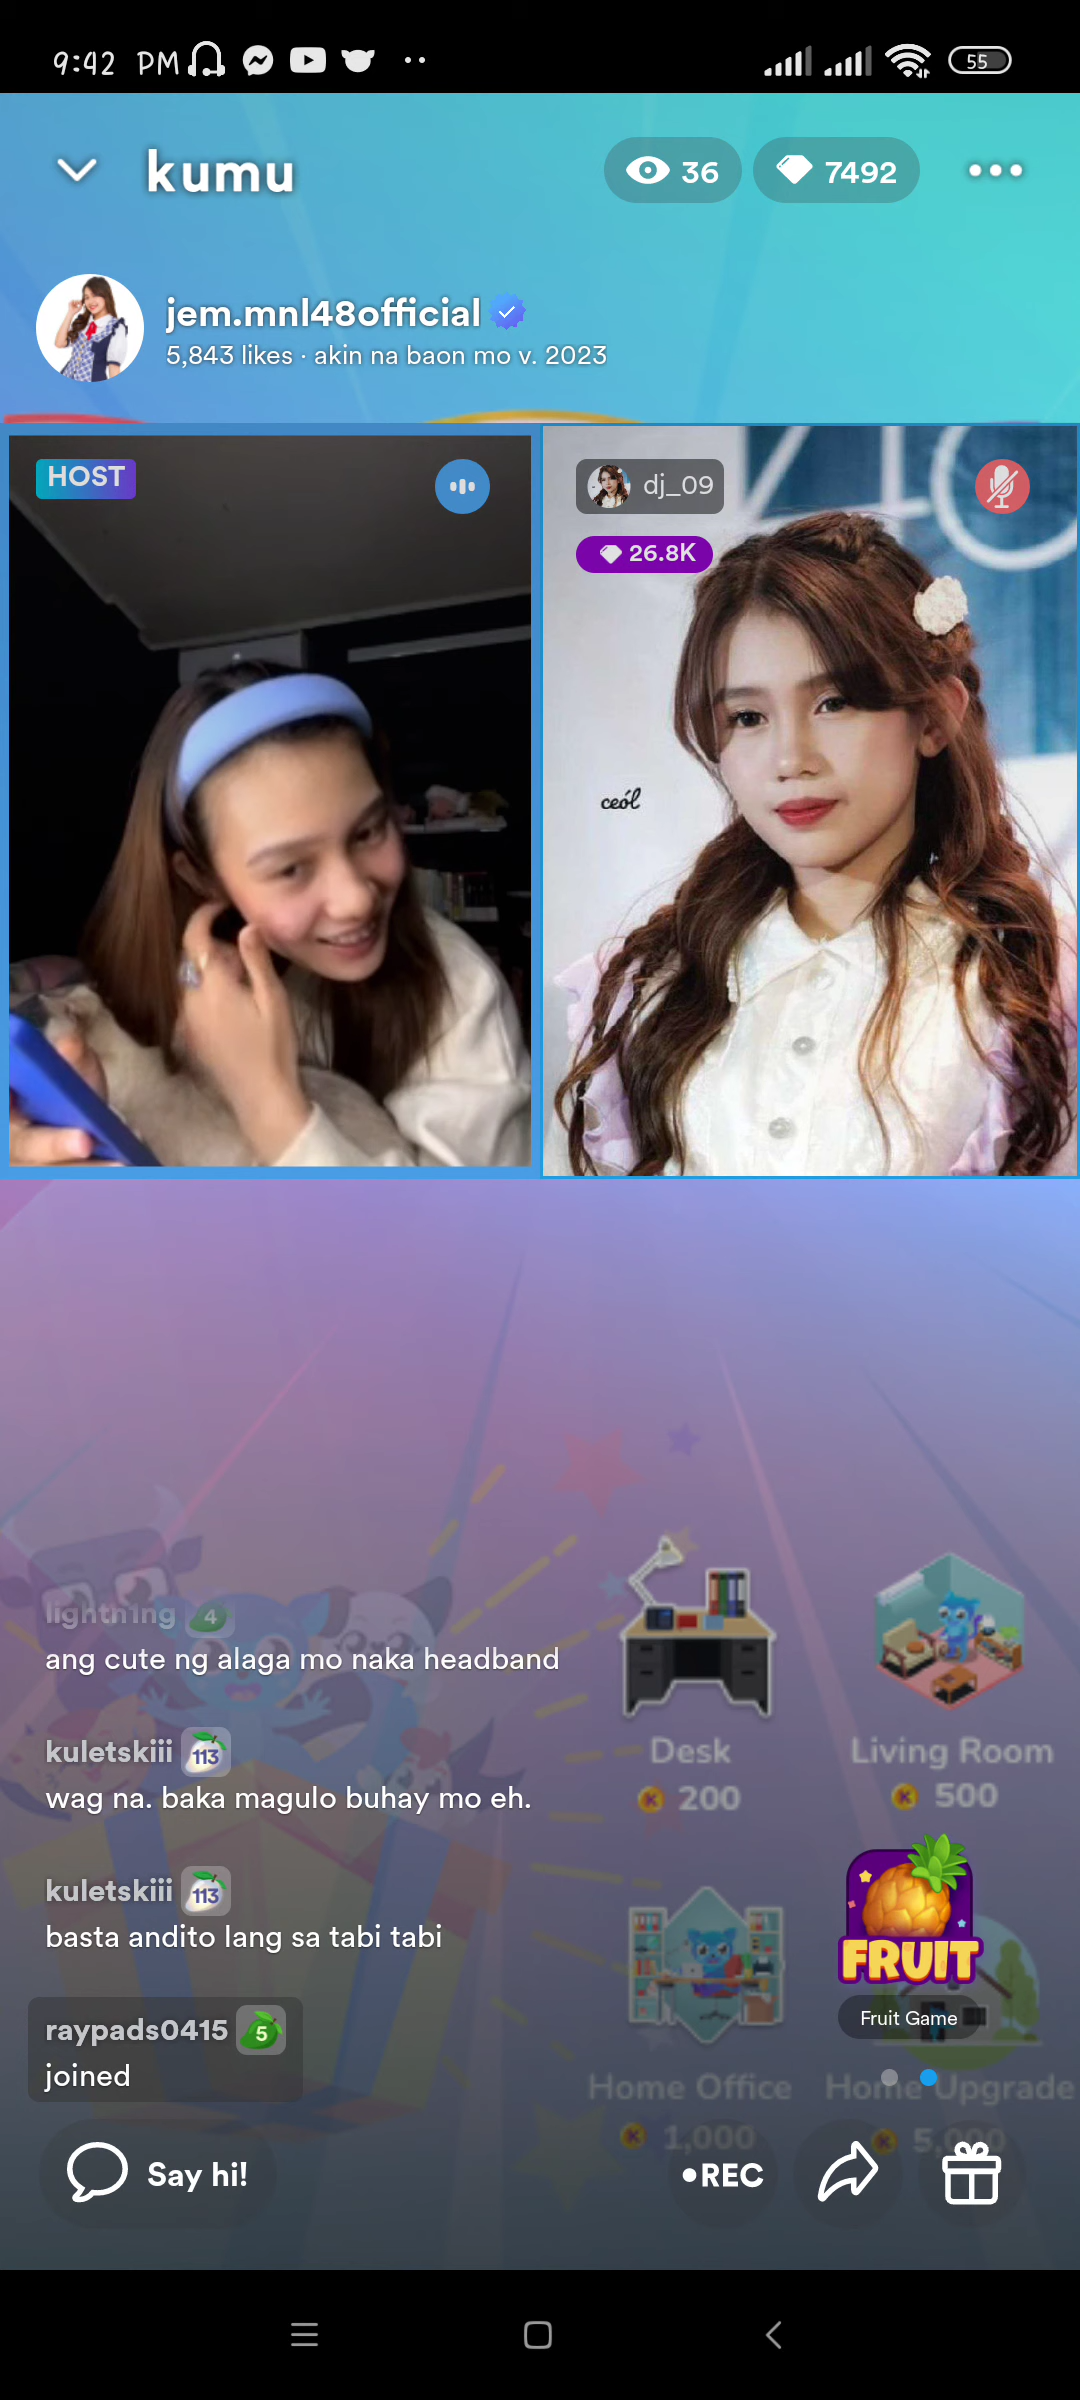 9:42 PM
55
kumu
36
7492
jem.mnl48official
5,843 likes · akin na baon mo v. 2023
HOST
dj_09
26.8K
ceól
lightn1ng 4
ang cute ng alaga mo naka headband
kuletskiii 113
wag na. baka magulo buhay mo eh.
kuletskiii 113
basta andito lang sa tabi tabi
raypads0415 5
joined
Desk
200
Living Room
500
FRUIT
Fruit Game
Home Office
1,000
Home Upgrade
5,000
Say hi!
REC